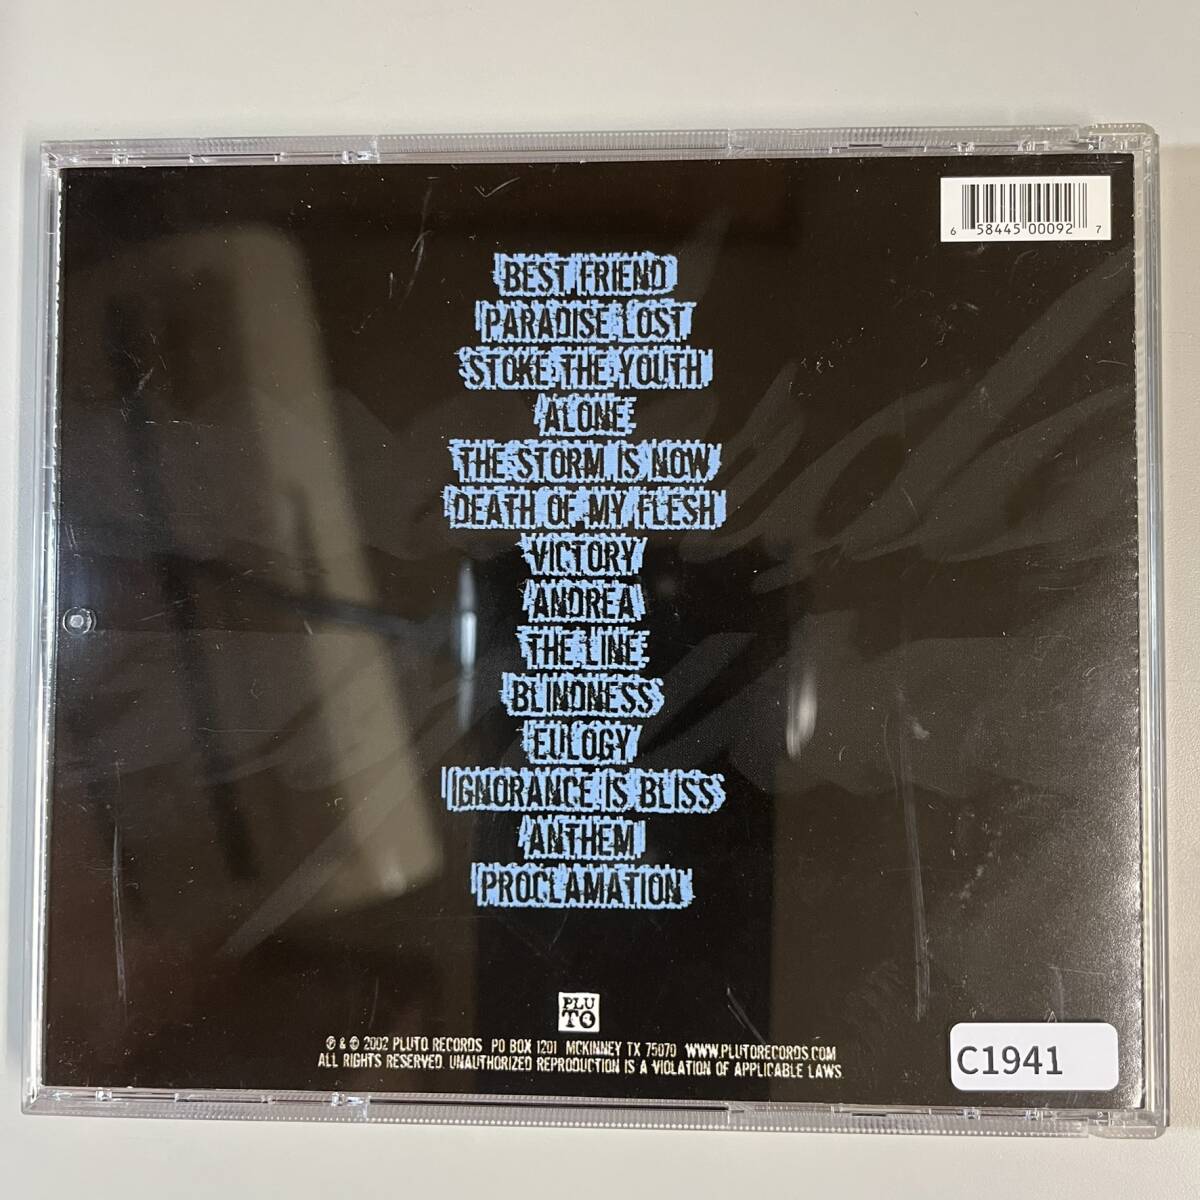 6 58445 00092 7
BEST FRIEND
PARADISE LOST
STOKE THE YOUTH
ALONE
THE STORM IS NOW
DEATH OF MY FLESH
VICTORY
ANDREA
THE LINE
BLINDNESS
EULOGY
IGNORANCE IS BLISS
ANTHEM
PROCLAMATION
PLU
TO
℗ & © 2002 PLUTO RECORDS PO BOX 1201 MCKINNEY TX 75070 WWW.PLUTORECORDS.COM
ALL RIGHTS RESERVED. UNAUTHORIZED REPRODUCTION IS A VIOLATION OF APPLICABLE LAWS.
C1941